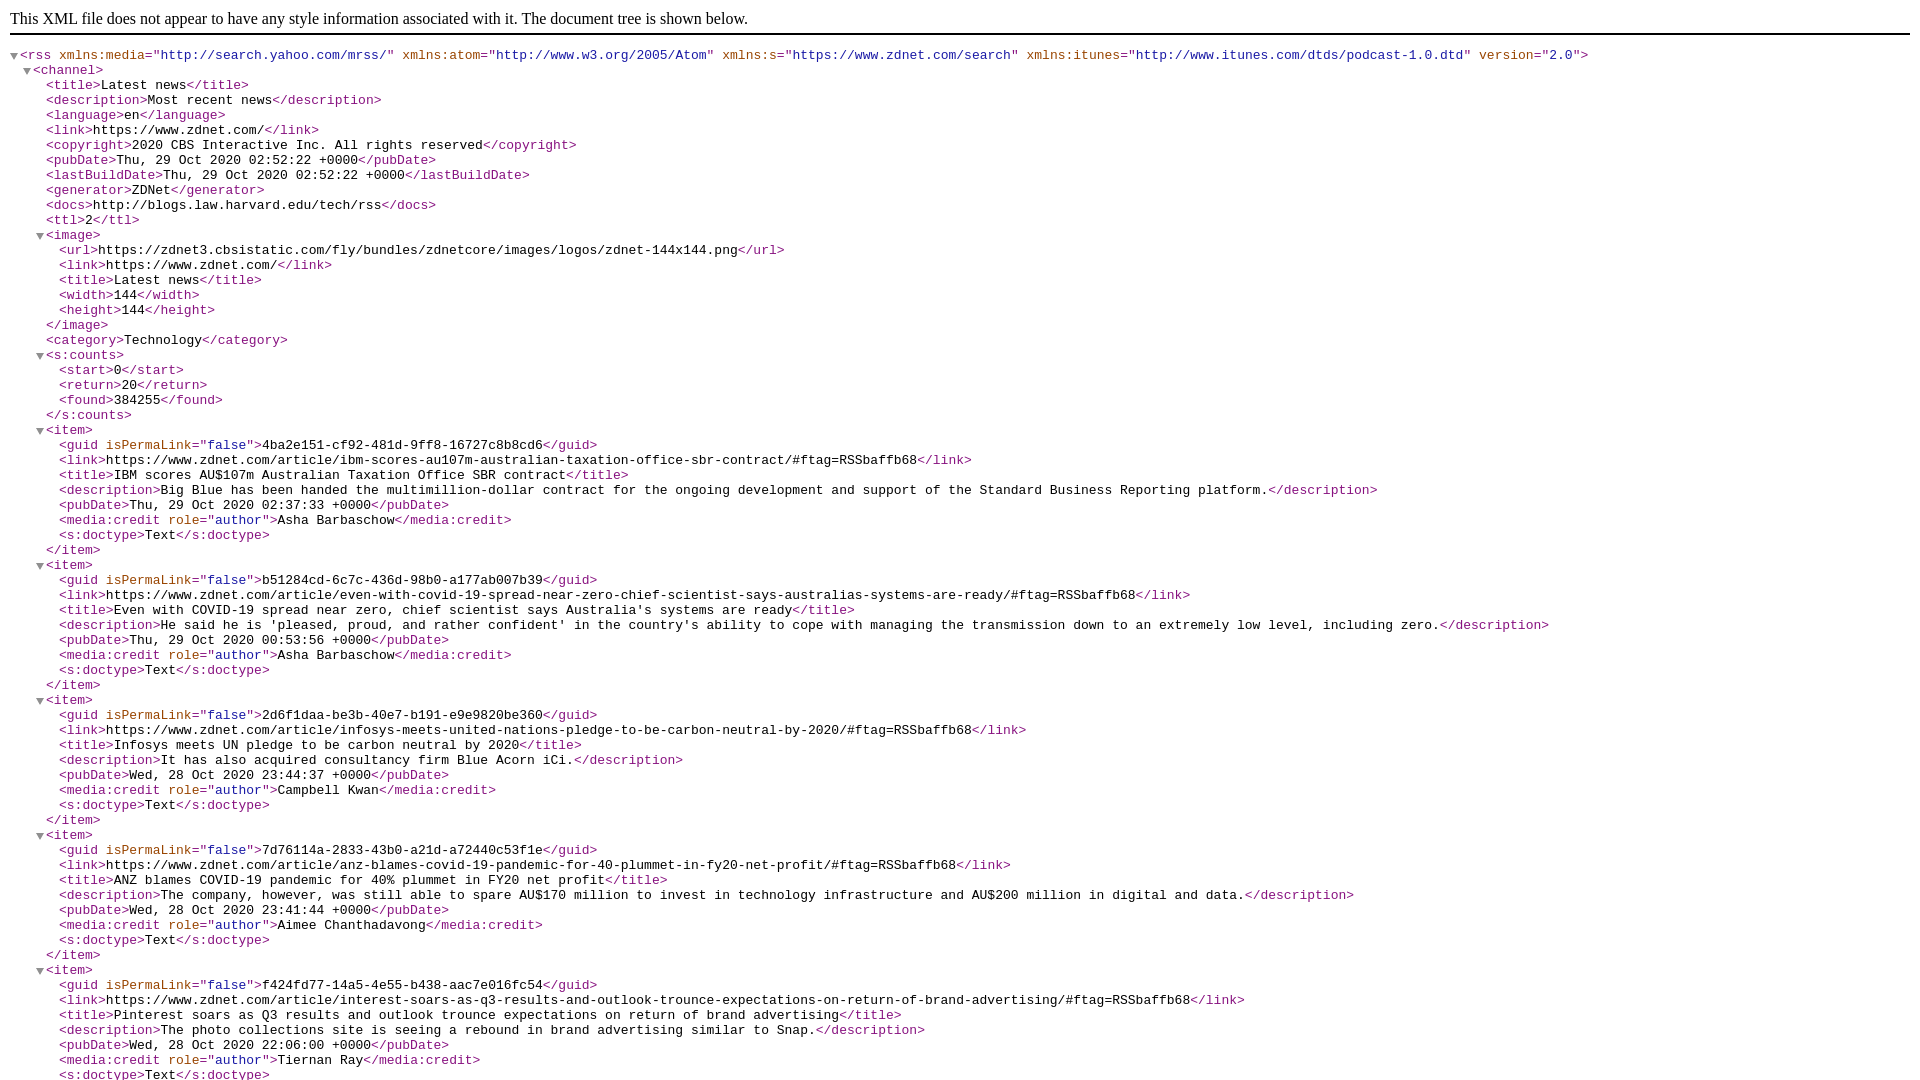 This XML file does not appear to have any style information associated with it. The document tree is shown below.
<rss xmlns:media="http://search.yahoo.com/mrss/" xmlns:atom="http://www.w3.org/2005/Atom" xmlns:s="https://www.zdnet.com/search" xmlns:itunes="http://www.itunes.com/dtds/podcast-1.0.dtd" version="2.0">
<channel>
<title>Latest news</title>
<description>Most recent news</description>
<language>en</language>
<link>https://www.zdnet.com/</link>
<copyright>2020 CBS Interactive Inc. All rights reserved</copyright>
<pubDate>Thu, 29 Oct 2020 02:52:22 +0000</pubDate>
<lastBuildDate>Thu, 29 Oct 2020 02:52:22 +0000</lastBuildDate>
<generator>ZDNet</generator>
<docs>http://blogs.law.harvard.edu/tech/rss</docs>
<ttl>2</ttl>
<image>
<url>https://zdnet3.cbsistatic.com/fly/bundles/zdnetcore/images/logos/zdnet-144x144.png</url>
<link>https://www.zdnet.com/</link>
<title>Latest news</title>
<width>144</width>
<height>144</height>
</image>
<category>Technology</category>
<s:counts>
<start>0</start>
<return>20</return>
<found>384255</found>
</s:counts>
<item>
<guid isPermaLink="false">4ba2e151-cf92-481d-9ff8-16727c8b8cd6</guid>
<link>https://www.zdnet.com/article/ibm-scores-au107m-australian-taxation-office-sbr-contract/#ftag=RSSbaffb68</link>
<title>IBM scores AU$107m Australian Taxation Office SBR contract</title>
<description>Big Blue has been handed the multimillion-dollar contract for the ongoing development and support of the Standard Business Reporting platform.</description>
<pubDate>Thu, 29 Oct 2020 02:37:33 +0000</pubDate>
<media:credit role="author">Asha Barbaschow</media:credit>
<s:doctype>Text</s:doctype>
</item>
<item>
<guid isPermaLink="false">b51284cd-6c7c-436d-98b0-a177ab007b39</guid>
<link>https://www.zdnet.com/article/even-with-covid-19-spread-near-zero-chief-scientist-says-australias-systems-are-ready/#ftag=RSSbaffb68</link>
<title>Even with COVID-19 spread near zero, chief scientist says Australia's systems are ready</title>
<description>He said he is 'pleased, proud, and rather confident' in the country's ability to cope with managing the transmission down to an extremely low level, including zero.</description>
<pubDate>Thu, 29 Oct 2020 00:53:56 +0000</pubDate>
<media:credit role="author">Asha Barbaschow</media:credit>
<s:doctype>Text</s:doctype>
</item>
<item>
<guid isPermaLink="false">2d6f1daa-be3b-40e7-b191-e9e9820be360</guid>
<link>https://www.zdnet.com/article/infosys-meets-united-nations-pledge-to-be-carbon-neutral-by-2020/#ftag=RSSbaffb68</link>
<title>Infosys meets UN pledge to be carbon neutral by 2020</title>
<description>It has also acquired consultancy firm Blue Acorn iCi.</description>
<pubDate>Wed, 28 Oct 2020 23:44:37 +0000</pubDate>
<media:credit role="author">Campbell Kwan</media:credit>
<s:doctype>Text</s:doctype>
</item>
<item>
<guid isPermaLink="false">7d76114a-2833-43b0-a21d-a72440c53f1e</guid>
<link>https://www.zdnet.com/article/anz-blames-covid-19-pandemic-for-40-plummet-in-fy20-net-profit/#ftag=RSSbaffb68</link>
<title>ANZ blames COVID-19 pandemic for 40% plummet in FY20 net profit</title>
<description>The company, however, was still able to spare AU$170 million to invest in technology infrastructure and AU$200 million in digital and data.</description>
<pubDate>Wed, 28 Oct 2020 23:41:44 +0000</pubDate>
<media:credit role="author">Aimee Chanthadavong</media:credit>
<s:doctype>Text</s:doctype>
</item>
<item>
<guid isPermaLink="false">f424fd77-14a5-4e55-b438-aac7e016fc54</guid>
<link>https://www.zdnet.com/article/interest-soars-as-q3-results-and-outlook-trounce-expectations-on-return-of-brand-advertising/#ftag=RSSbaffb68</link>
<title>Pinterest soars as Q3 results and outlook trounce expectations on return of brand advertising</title>
<description>The photo collections site is seeing a rebound in brand advertising similar to Snap.</description>
<pubDate>Wed, 28 Oct 2020 22:06:00 +0000</pubDate>
<media:credit role="author">Tiernan Ray</media:credit>
<s:doctype>Text</s:doctype>